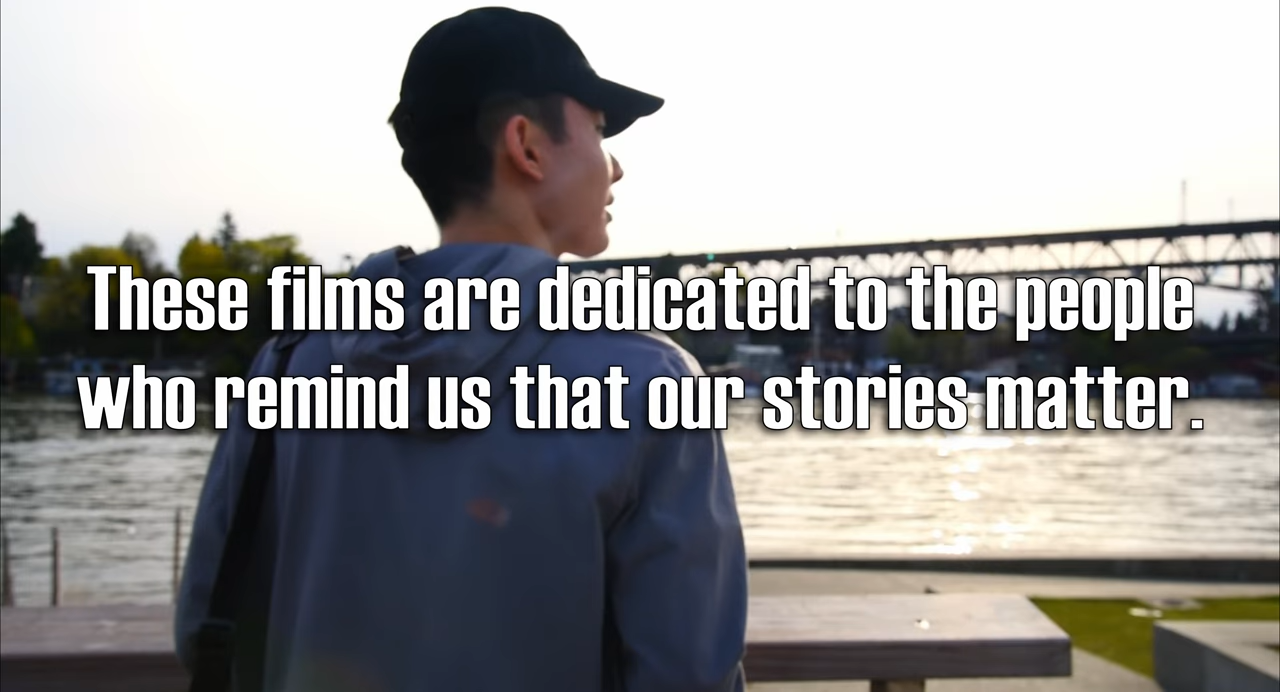 These films are dedicated to the people
who remind us that our stories matter.